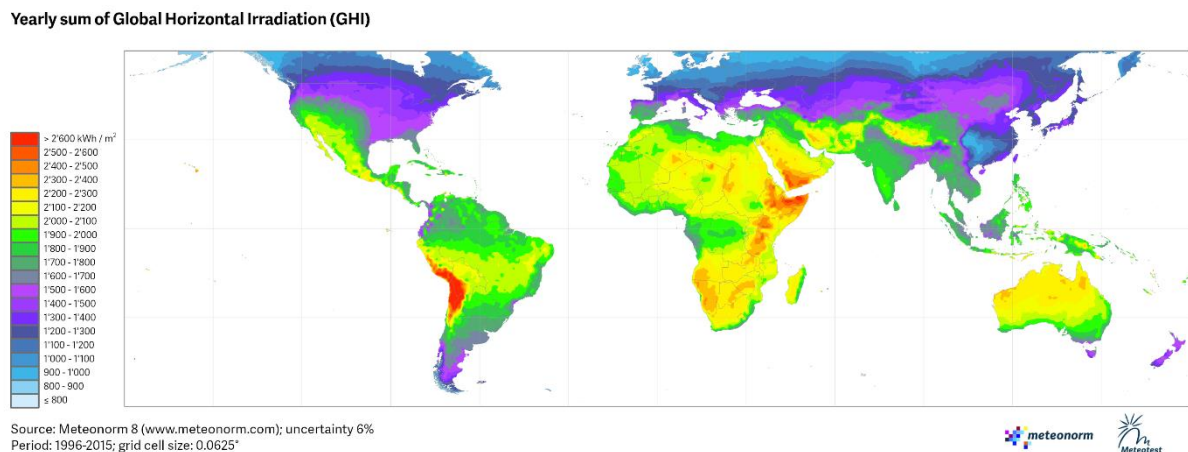 Yearly sum of Global Horizontal Irradiation (GHI)
> 2'600 kWh / m²
2'500 - 2'600
2'400 - 2'500
2'300 - 2'400
2'200 - 2'300
2'100 - 2'200
2'000 - 2'100
1'900 - 2'000
1'800 - 1'900
1'700 - 1'800
1'600 - 1'700
1'500 - 1'600
1'400 - 1'500
1'300 - 1'400
1'200 - 1'300
1'100 - 1'200
1'000 - 1'100
900 - 1'000
800 - 900
≤ 800
Source: Meteonorm 8 (www.meteonorm.com); uncertainty 6%
Period: 1996-2015; grid cell size: 0.0625°
meteonorm
Meteotest